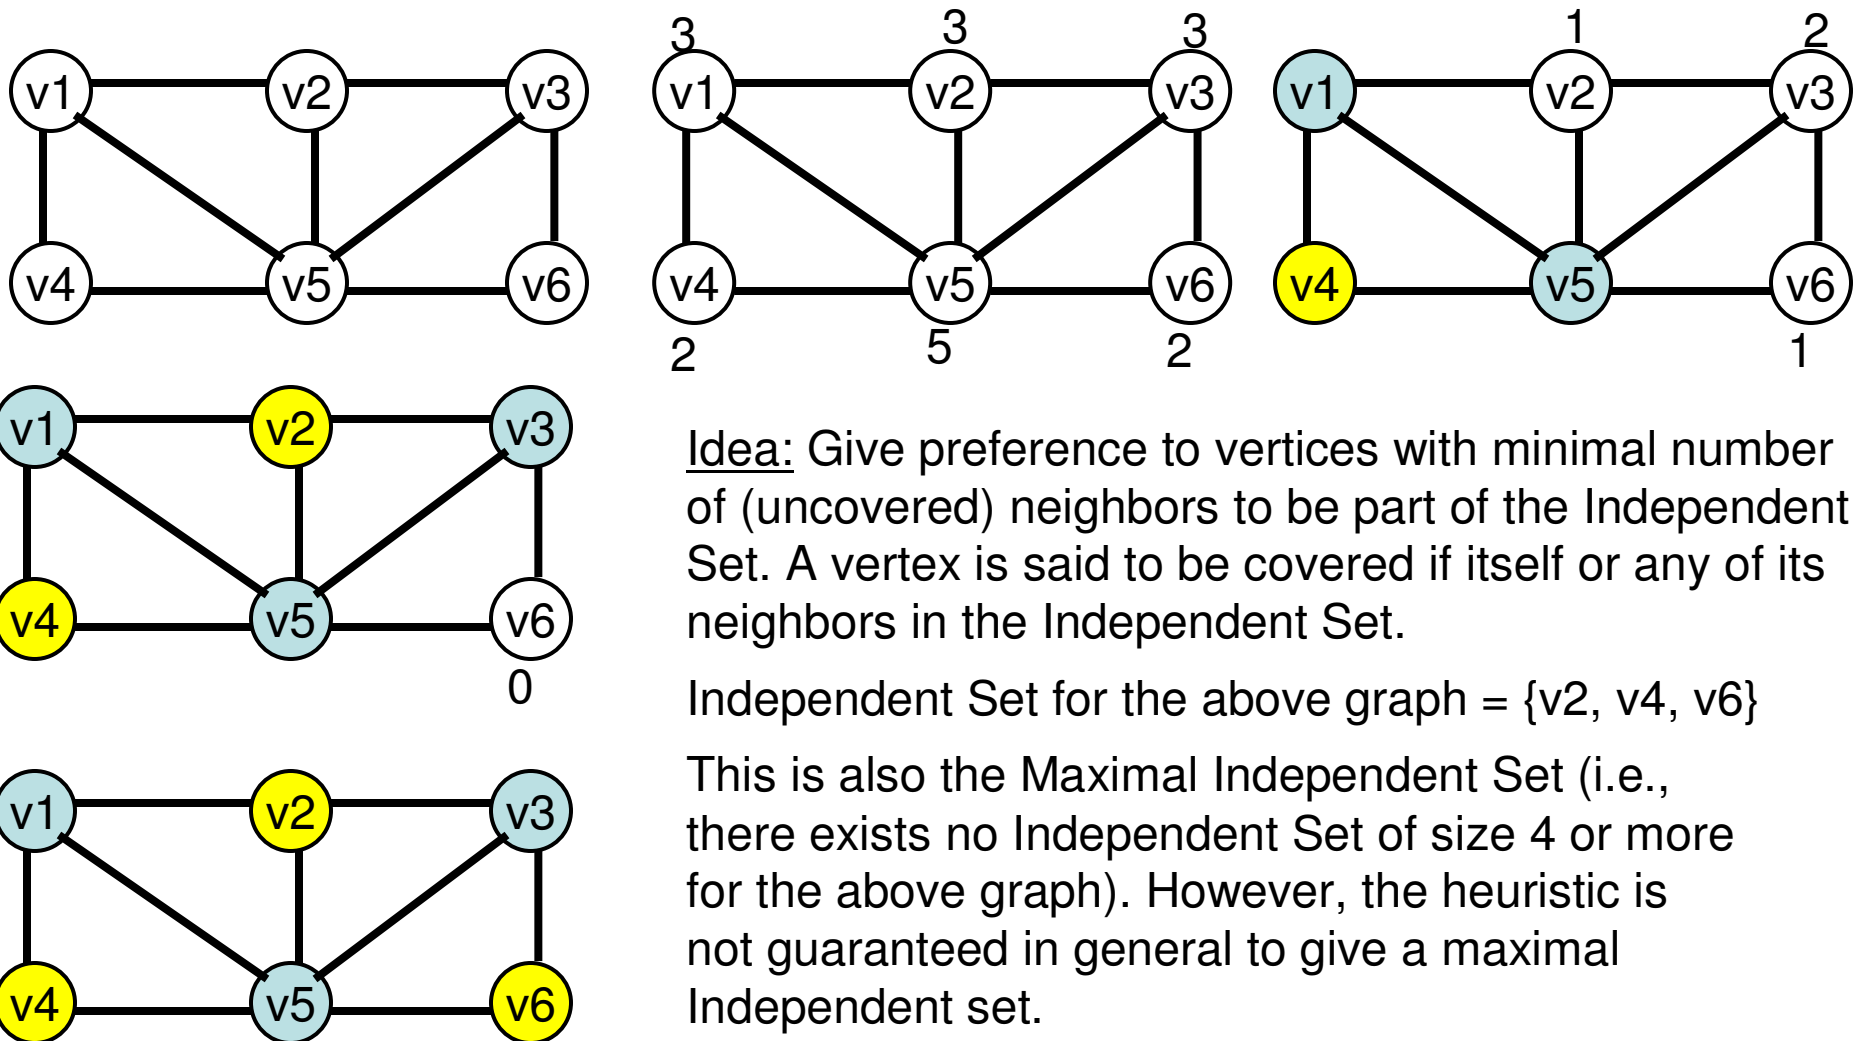 3 3 3 1 2
v1 v2 v3 v1 v2 v3 v1 v2 v3
v4 v5 v6 v4 v5 v6 v4 v5 v6
2 5 2 1
v1 v2 v3
v4 v5 v6
0
v1 v2 v3
v4 v5 v6
Idea: Give preference to vertices with minimal number
of (uncovered) neighbors to be part of the Independent
Set. A vertex is said to be covered if itself or any of its
neighbors in the Independent Set.
Independent Set for the above graph = {v2, v4, v6}
This is also the Maximal Independent Set (i.e.,
there exists no Independent Set of size 4 or more
for the above graph). However, the heuristic is
not guaranteed in general to give a maximal
Independent set.